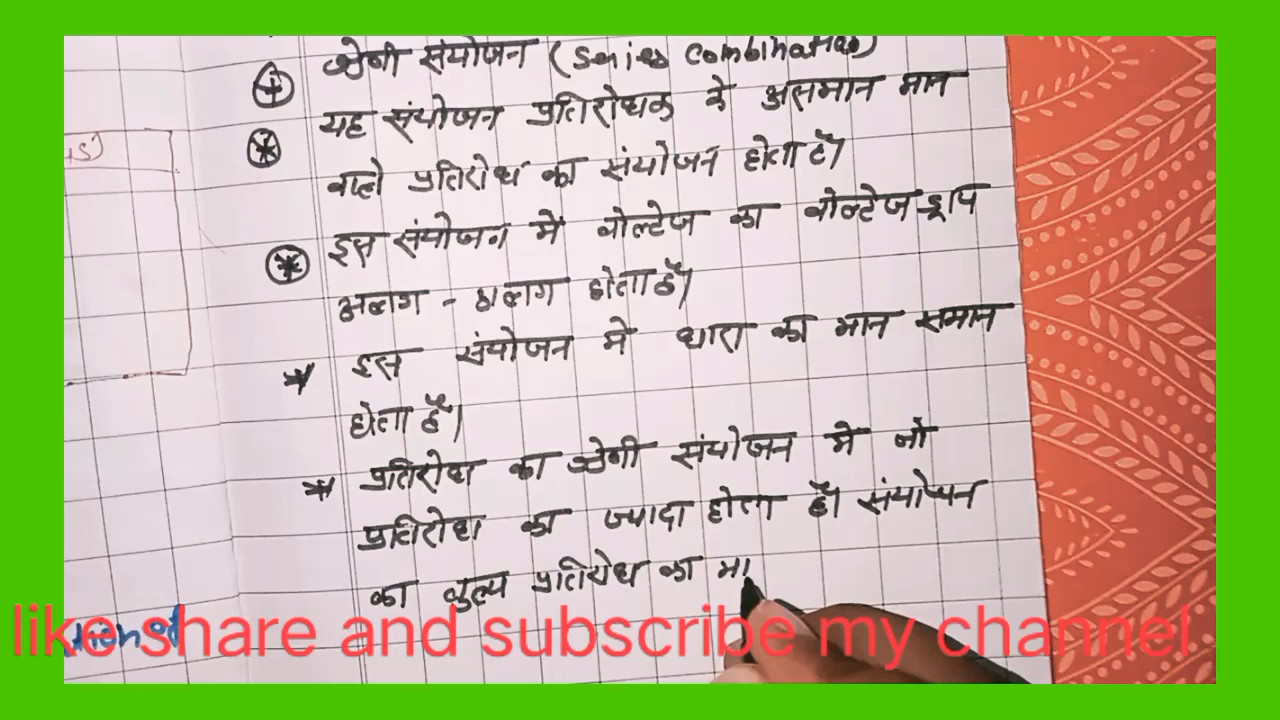 श्रेणी संयोजन (Series Combination)
यह संयोजन प्रतिरोधक के असमान मान
वाले प्रतिरोध का संयोजन होता है।
इस संयोजन में वोल्टेज का वोल्टेज ड्रॉप
अलग - अलग होता है।
इस संयोजन में धारा का मान समान
होता है।
प्रतिरोध का श्रेणी संयोजन में जो
प्रतिरोध का ज्यादा होता है। संयोजन
का तुल्य प्रतिरोध का मा
like share and subscribe my channel